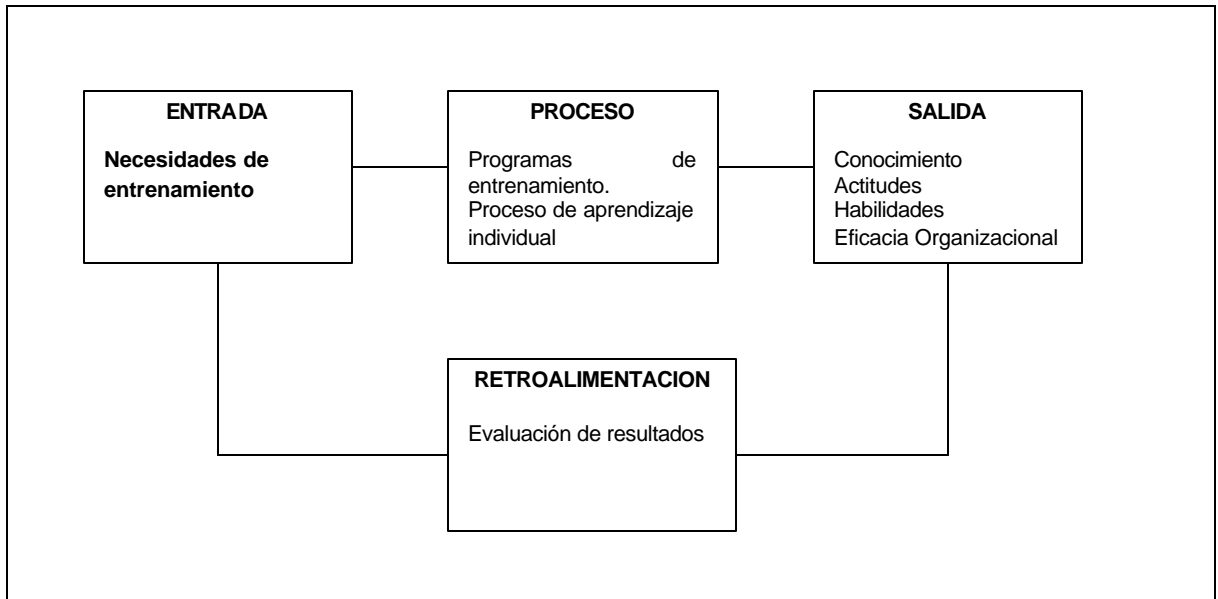 ENTRADA
Necesidades de
entrenamiento
PROCESO
Programas de
entrenamiento.
Proceso de aprendizaje
individual
SALIDA
Conocimiento
Actitudes
Habilidades
Eficacia Organizacional
RETROALIMENTACION
Evaluación de resultados